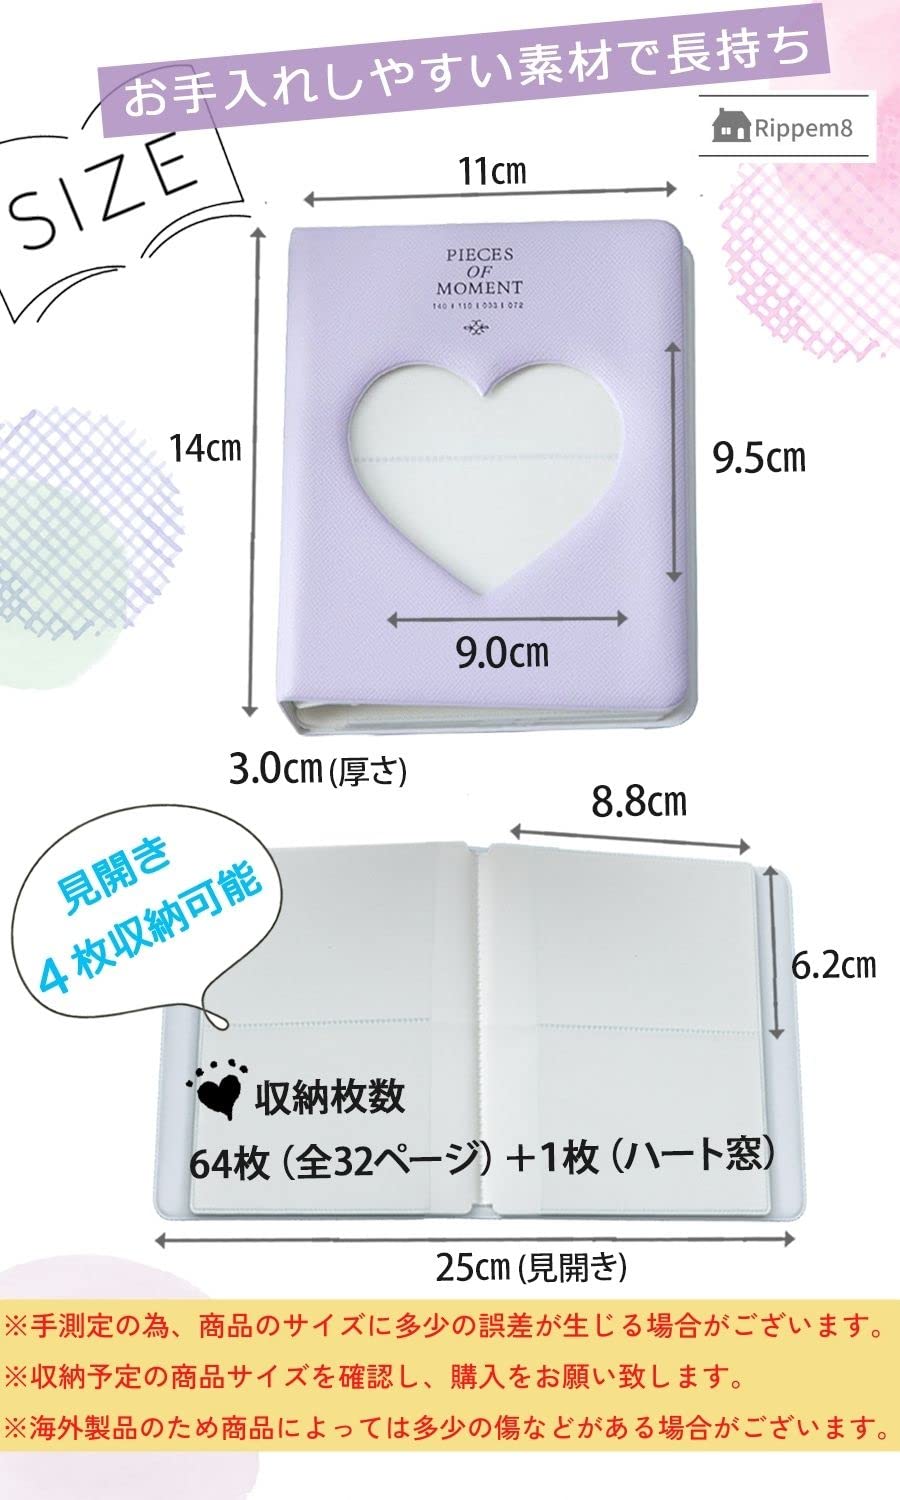 お手入れしやすい素材で長持ち
SIZE
Rippem8
11cm
PIECES
OF
MOMENT
140 I 110 I 033 I 072
14cm
9.5cm
9.0cm
3.0cm(厚さ)
8.8cm
見開き
4枚収納可能
6.2cm
収納枚数
64枚（全32ページ）＋1枚（ハート窓）
25cm(見開き)
※手測定の為、商品のサイズに多少の誤差が生じる場合がございます。
※収納予定の商品サイズを確認し、購入をお願い致します。
※海外製品のため商品によっては多少の傷などがある場合がございます。